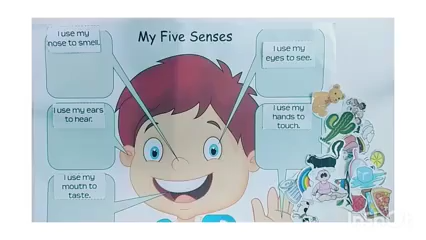 My Five Senses
I use my
nose to smell.
I use my
eyes to see.
I use my ears
to hear.
I use my
hands to
touch.
I use my
mouth to
taste.